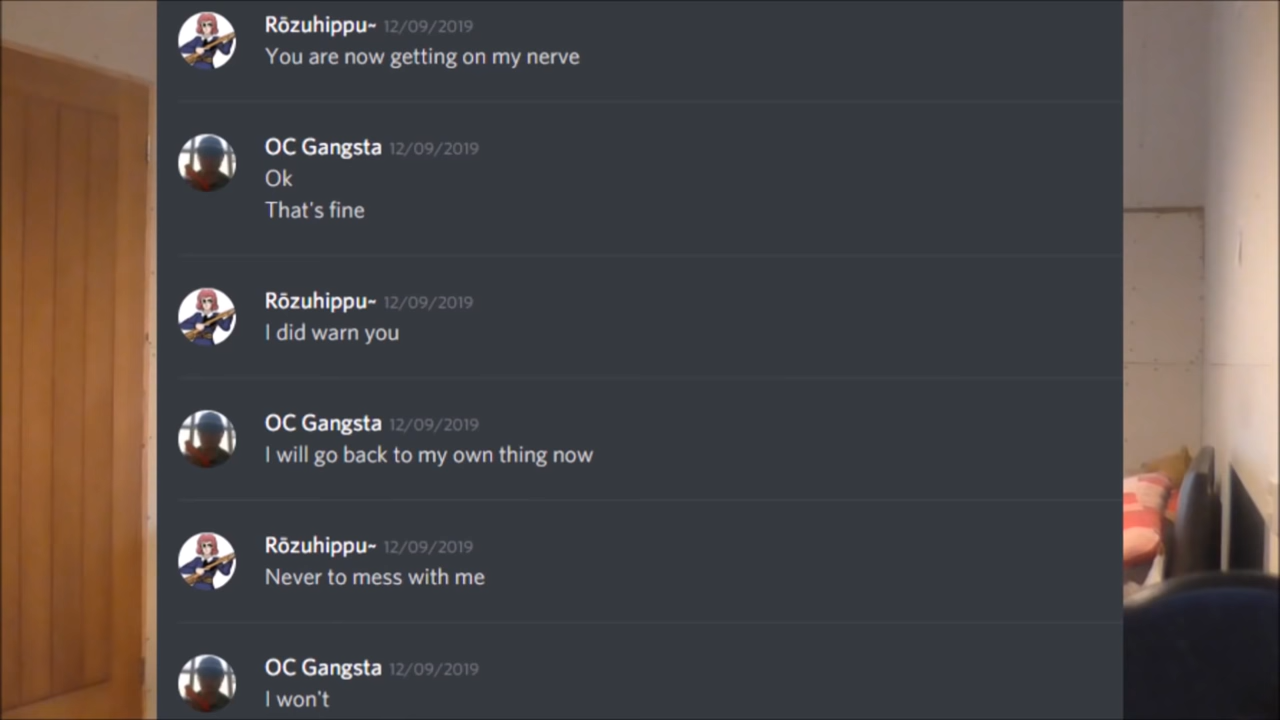 Rōzuhippu~ 12/09/2019
You are now getting on my nerve
OC Gangsta 12/09/2019
Ok
That's fine
Rōzuhippu~ 12/09/2019
I did warn you
OC Gangsta 12/09/2019
I will go back to my own thing now
Rōzuhippu~ 12/09/2019
Never to mess with me
OC Gangsta 12/09/2019
I won't